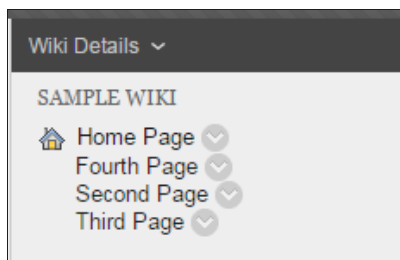 Wiki Details
SAMPLE WIKI
Home Page
Fourth Page
Second Page
Third Page